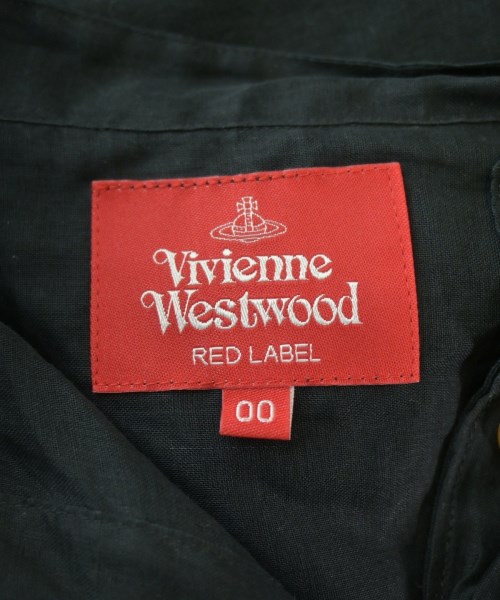 Vivienne
Westwood
RED LABEL
00